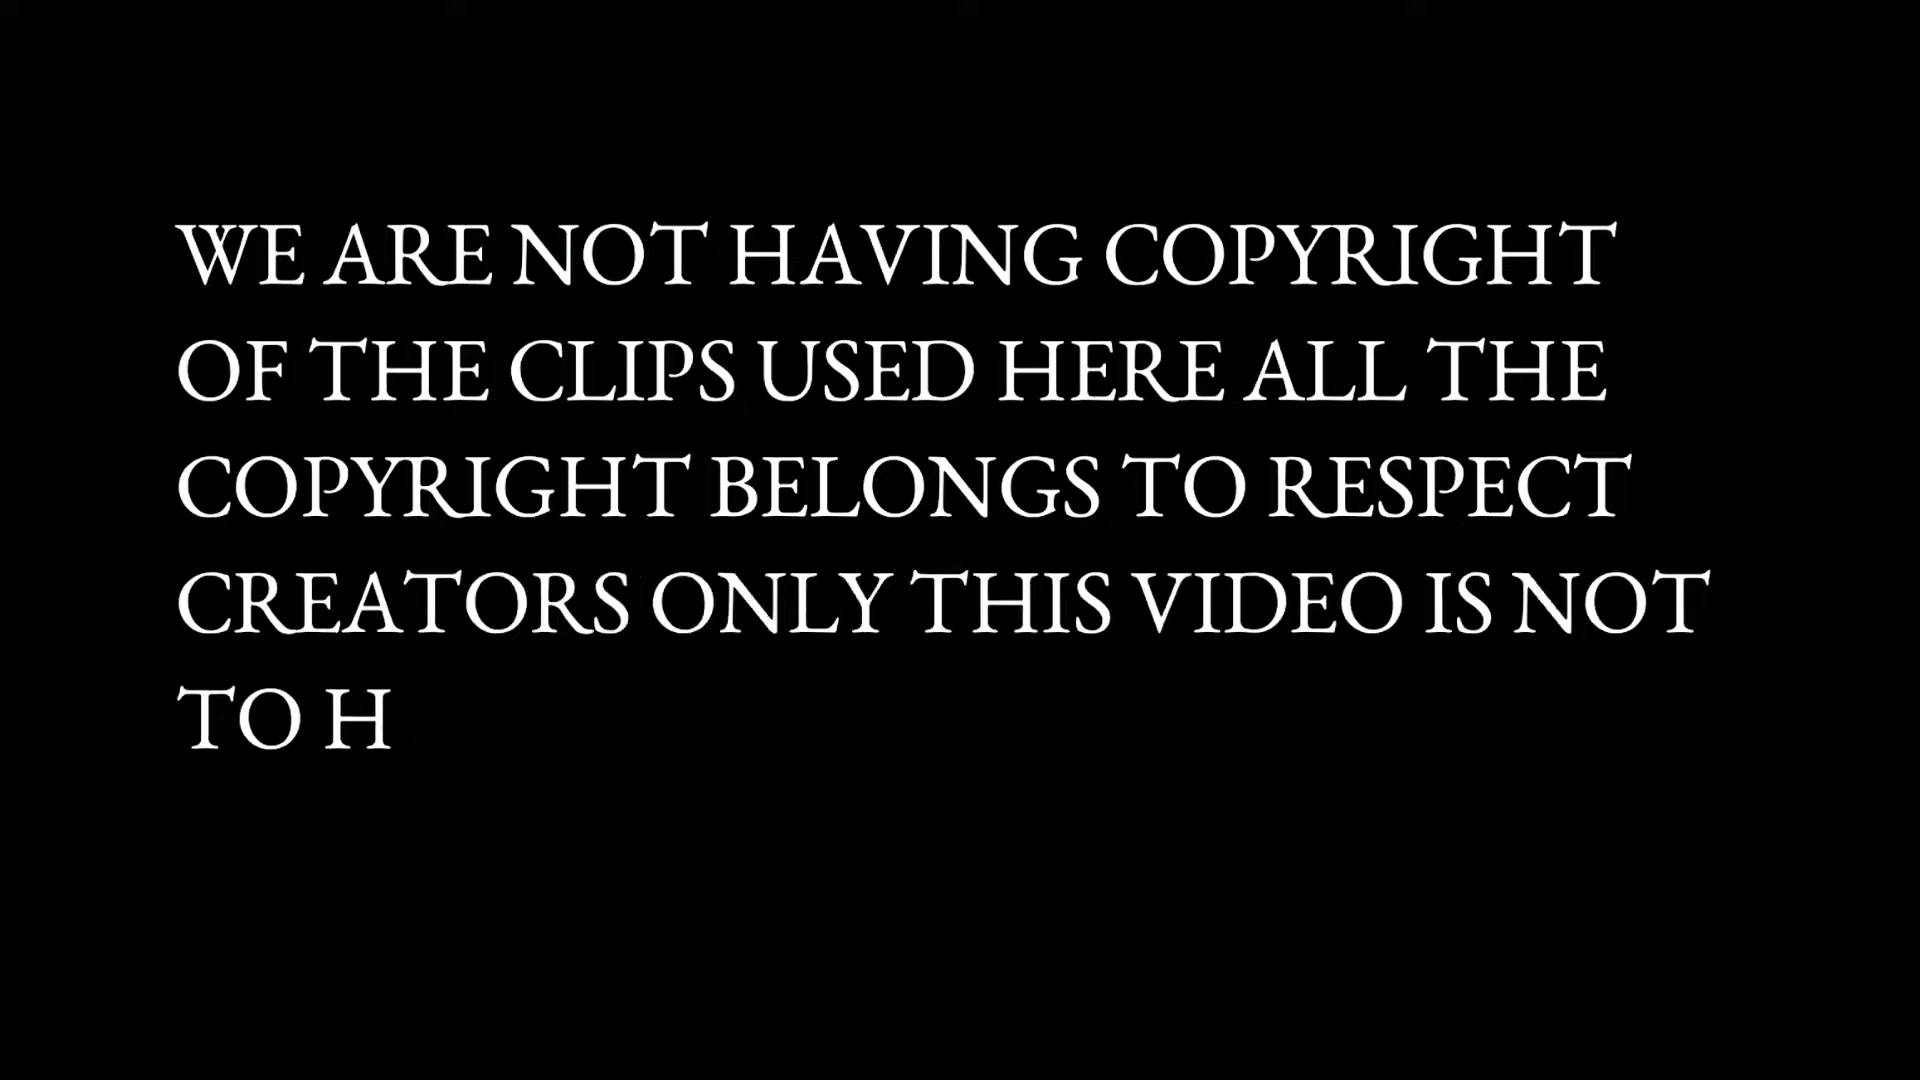 WE ARE NOT HAVING COPYRIGHT
OF THE CLIPS USED HERE ALL THE
COPYRIGHT BELONGS TO RESPECT
CREATORS ONLY THIS VIDEO IS NOT
TO H